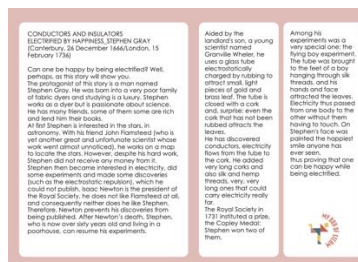 CONDUCTORS AND INSULATORS
ELECTRIFIED BY HAPPINESS_STEPHEN GRAY
(Canterbury, 26 December 1666/London, 15
February 1736)
Can one be happy by being electrified? Well,
perhaps, as this story will show you.
The protagonist of this story is a man named
Stephen Gray. He was born into a very poor family
of fabric dyers and studying is a luxury. Stephen
works as a dyer but is passionate about science.
He has many friends, of them some are rich
and lend him their books.
At first Stephen is interested in the stars, in
astronomy. With his friend John Flamsteed (who is
yet another great and unfortunate scientist whose
work went almost unnoticed), he works on a map
to locate the stars. However, despite his hard work,
Stephen did not receive any money from it.
Stephen then became interested in electricity, did
some experiments and made some discoveries
(such as the electrostatic repulsion), which he
could not publish. Isaac Newton is the president of
the Royal Society, he does not like Flamsteed at all,
and consequently neither does he like Stephen.
Therefore, Newton prevents his discoveries from
being published. After Newton's death, Stephen,
who is now over sixty years old and living in a
poorhouse, can resume his experiments.
Aided by the
landlord's son, a young
scientist named
Granville Wheler, he
uses a glass tube
electrostatically
charged by rubbing to
attract small, light
pieces of gold and
brass leaf. The tube is
closed with a cork
and, surprise: even the
cork that has not been
rubbed attracts the
leaves.
He has discovered
conductors, electricity
flows from the tube to
the cork. He added
very long cords and
also silk and hemp
threads, very, very
long ones that could
carry electricity really
far.
The Royal Society in
1731 instituted a prize,
the Copley Medal:
Stephen won two of
them.
Among his
experiments was a
very special one: the
flying boy experiment.
The tube was brought
to the feet of a boy
hanging through silk
threads, and his
hands and face
attracted the leaves.
Electricity thus passed
from one body to the
other without them
having to touch. On
Stephen's face was
painted the happiest
smile anyone has
ever seen,
thus proving that one
can be happy while
being electrified.